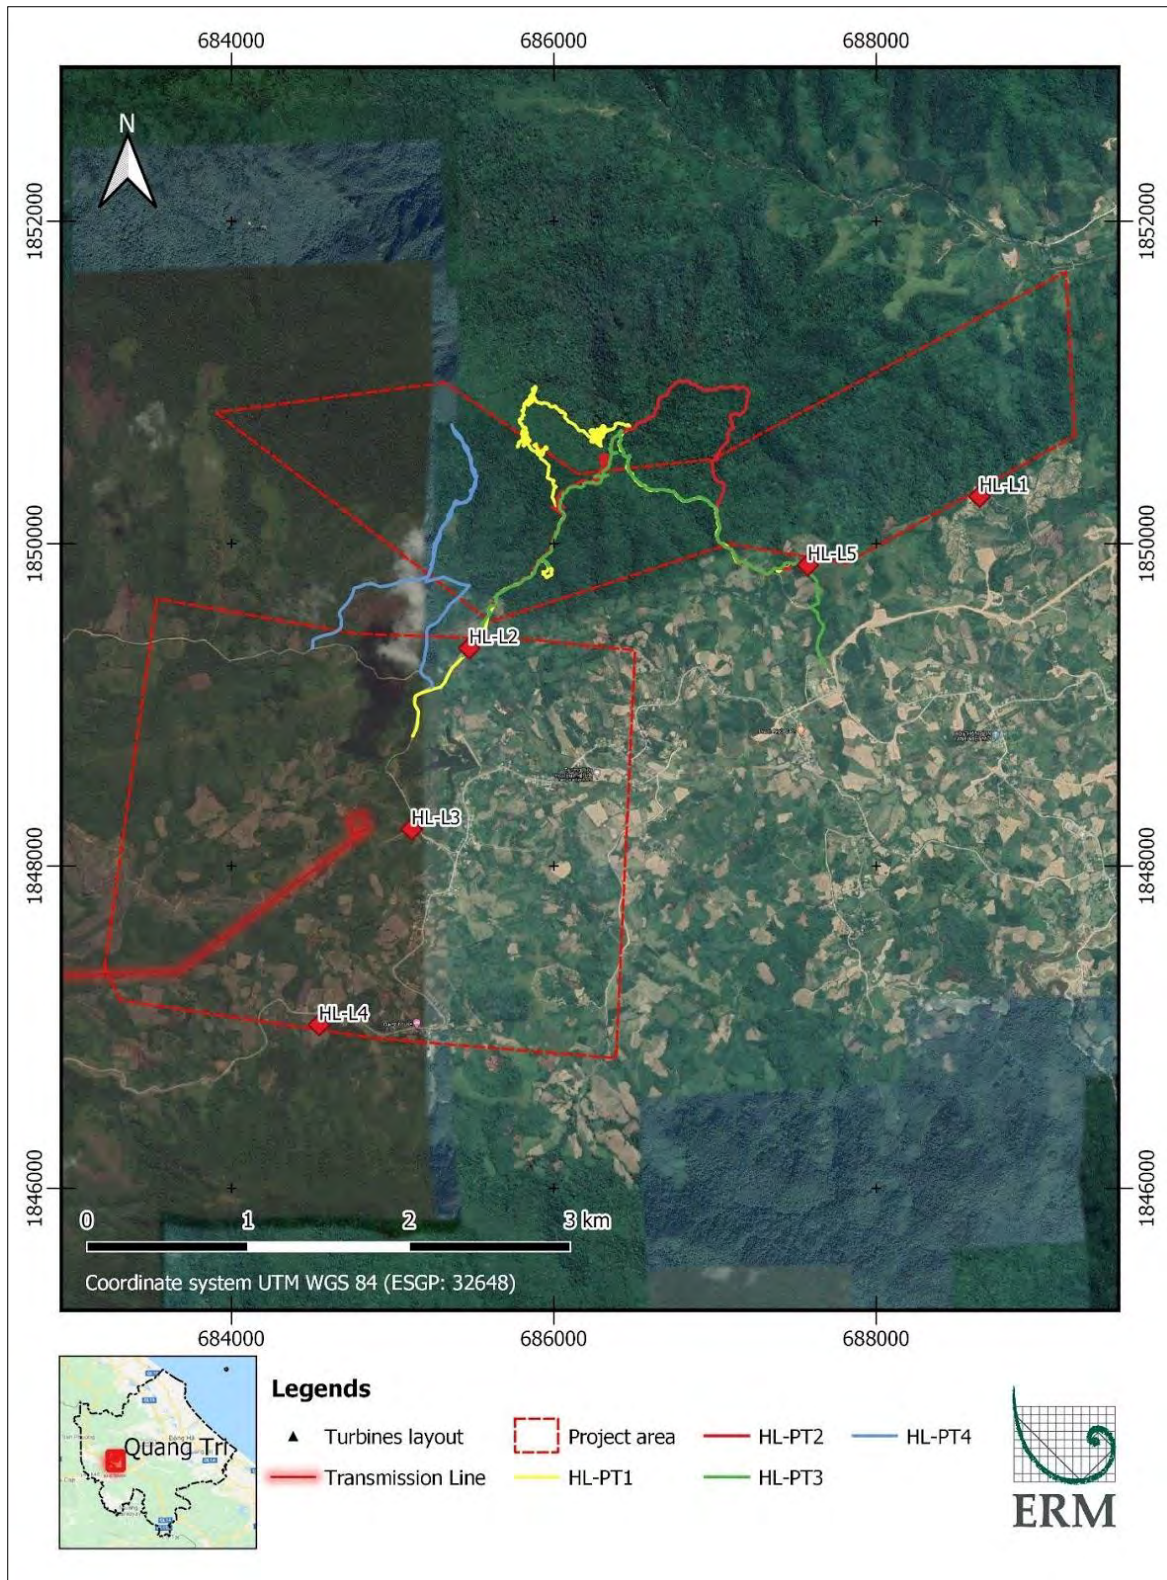 684000 686000 688000
N
1852000 1852000
HL-L1
1850000 1850000
HL-L5
HL-L2
HL-L3
1848000 1848000
HL-L4
1846000 1846000
0 1 2 3 km
Coordinate system UTM WGS 84 (ESGP: 32648)
684000 686000 688000
Legends
Turbines layout Project area HL-PT2 HL-PT4
Transmission Line HL-PT1 HL-PT3
Quang Tri
ERM